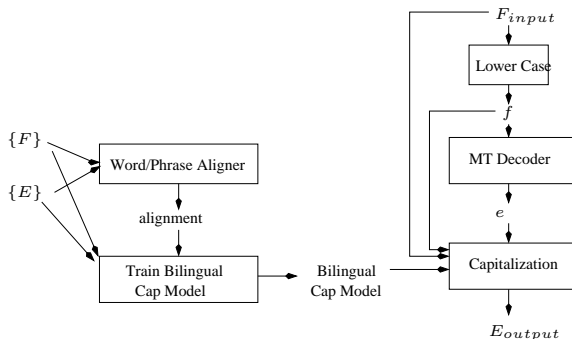 F_input
Lower Case
f
{F}
Word/Phrase Aligner
MT Decoder
{E}
alignment
e
Train Bilingual
Cap Model
Bilingual
Cap Model
Capitalization
E_output